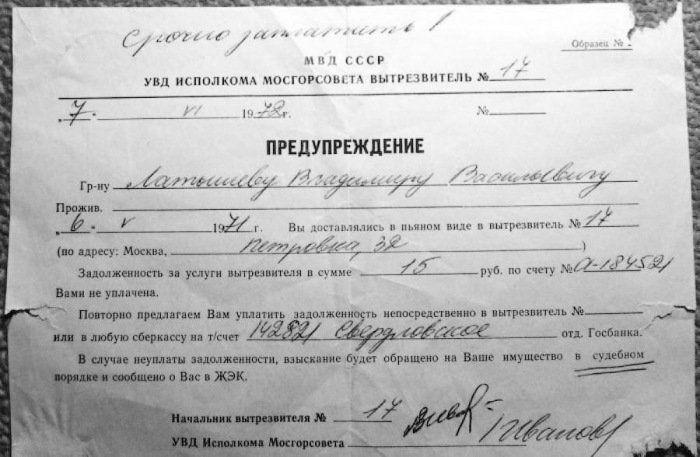 Срочно заплатить!
Образец №
МВД СССР
УВД ИСПОЛКОМА МОСГОРСОВЕТА ВЫТРЕЗВИТЕЛЬ № 17
„ 7. VI 1972 г. №
ПРЕДУПРЕЖДЕНИЕ
Гр-ну Латышеву Владимиру Васильевичу
Прожив.
„ 6. V 1971 г. Вы доставлялись в пьяном виде в вытрезвитель № 17
(по адресу: Москва, Петровка, 32 )
Задолженность за услуги вытрезвителя в сумме 15 руб. по счету № А-184521
Вами не уплачена.
Повторно предлагаем Вам уплатить задолженность непосредственно в вытрезвитель №
или в любую сберкассу на т/счет 142821 Свердловское отд. Госбанка.
В случае неуплаты задолженности, взыскание будет обращено на Ваше имущество в судебном
порядке и сообщено о Вас в ЖЭК.
Начальник вытрезвителя № 17
УВД Исполкома Мосгорсовета Иванов